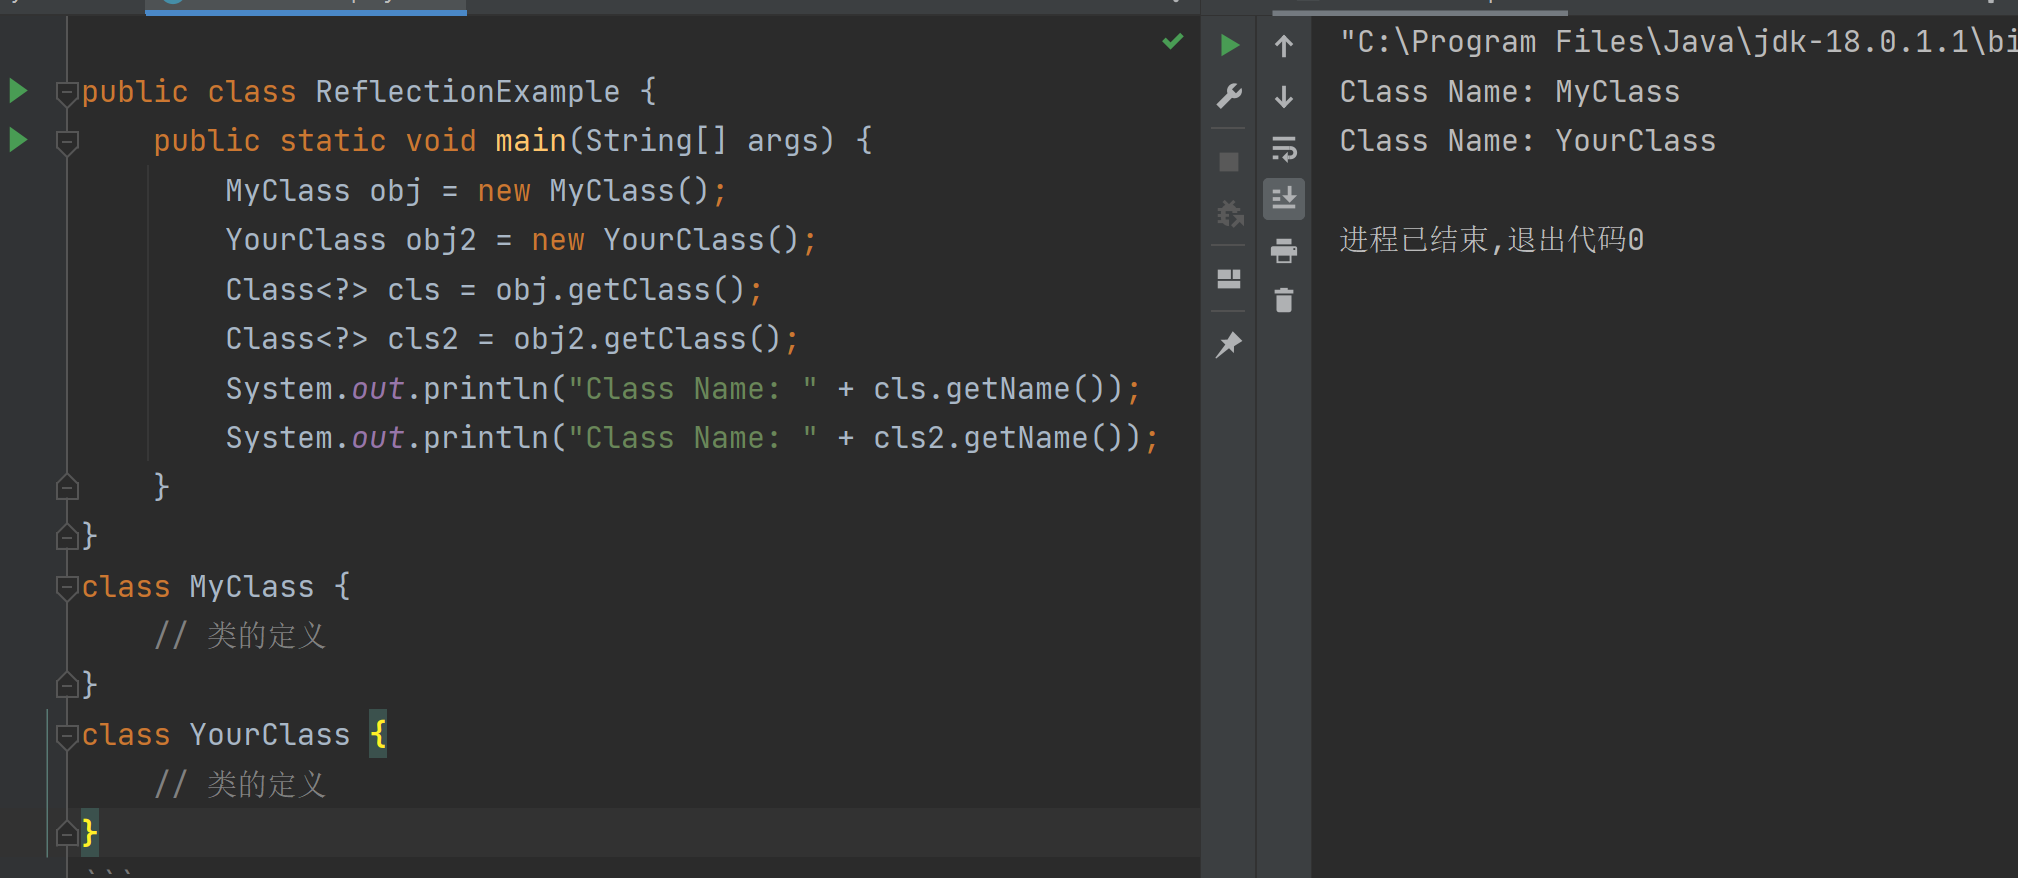 public class ReflectionExample {
    public static void main(String[] args) {
        MyClass obj = new MyClass();
        YourClass obj2 = new YourClass();
        Class<?> cls = obj.getClass();
        Class<?> cls2 = obj2.getClass();
        System.out.println("Class Name: " + cls.getName());
        System.out.println("Class Name: " + cls2.getName());
    }
}
class MyClass {
    // 类的定义
}
class YourClass {
    // 类的定义
}
```
"C:\Program Files\Java\jdk-18.0.1.1\bi
Class Name: MyClass
Class Name: YourClass
进程已结束,退出代码0